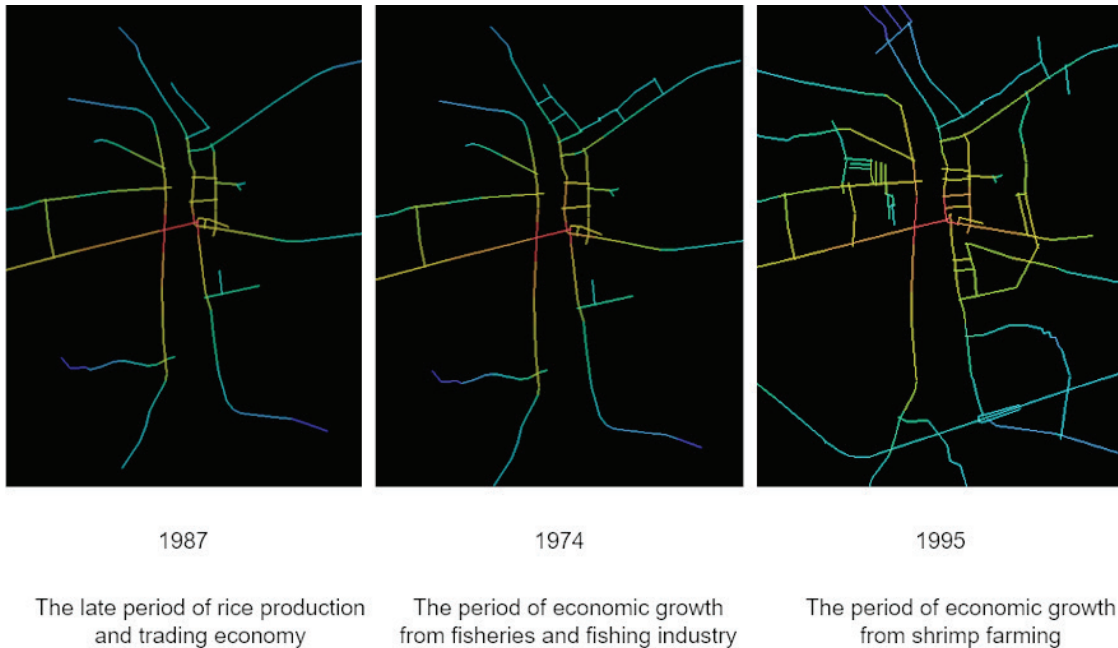 1987
The late period of rice production
and trading economy
1974
The period of economic growth
from fisheries and fishing industry
1995
The period of economic growth
from shrimp farming